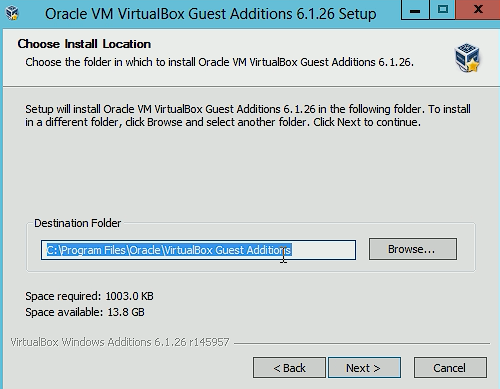 Oracle VM VirtualBox Guest Additions 6.1.26 Setup
Choose Install Location
Choose the folder in which to install Oracle VM VirtualBox Guest Additions 6.1.26.
Setup will install Oracle VM VirtualBox Guest Additions 6.1.26 in the following folder. To install
in a different folder, click Browse and select another folder. Click Next to continue.
Destination Folder
C:\Program Files\Oracle\VirtualBox Guest Additions
Browse...
Space required: 1003.0 KB
Space available: 13.8 GB
VirtualBox Windows Additions 6.1.26 r145957
< Back
Next >
Cancel